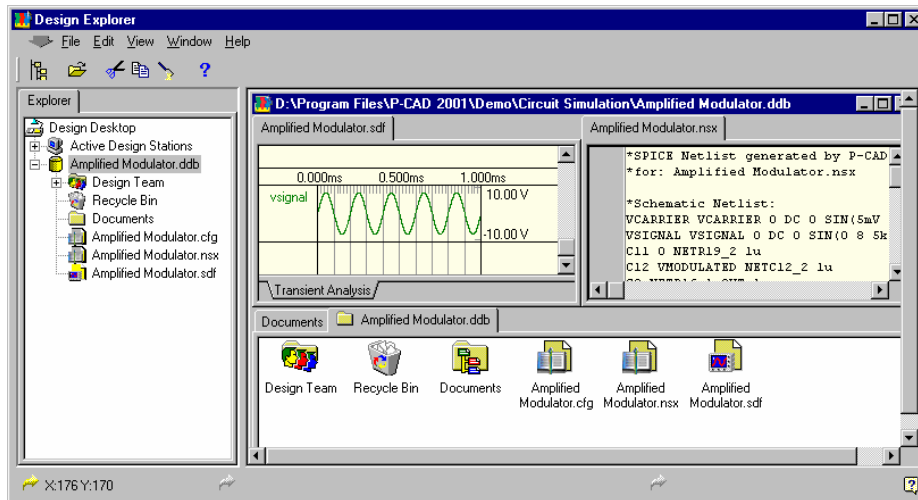 Design Explorer
File Edit View Window Help
Explorer
Design Desktop
Active Design Stations
Amplified Modulator.ddb
Design Team
Recycle Bin
Documents
Amplified Modulator.cfg
Amplified Modulator.nsx
Amplified Modulator.sdf
D:\Program Files\P-CAD 2001\Demo\Circuit Simulation\Amplified Modulator.ddb
Amplified Modulator.sdf
0.000ms 0.500ms 1.000ms
vsignal
10.00 V
-10.00 V
Transient Analysis
Amplified Modulator.nsx
*SPICE Netlist generated by P-CAD
*for: Amplified Modulator.nsx
*Schematic Netlist:
VCARRIER VCARRIER 0 DC 0 SIN(5mV
VSIGNAL VSIGNAL 0 DC 0 SIN(0 8 5k
C11 0 NETR19_2 1u
C12 VMODULATED NETC12_2 1u
Documents Amplified Modulator.ddb
Design Team
Recycle Bin
Documents
Amplified
Modulator.cfg
Amplified
Modulator.nsx
Amplified
Modulator.sdf
X:176 Y:170